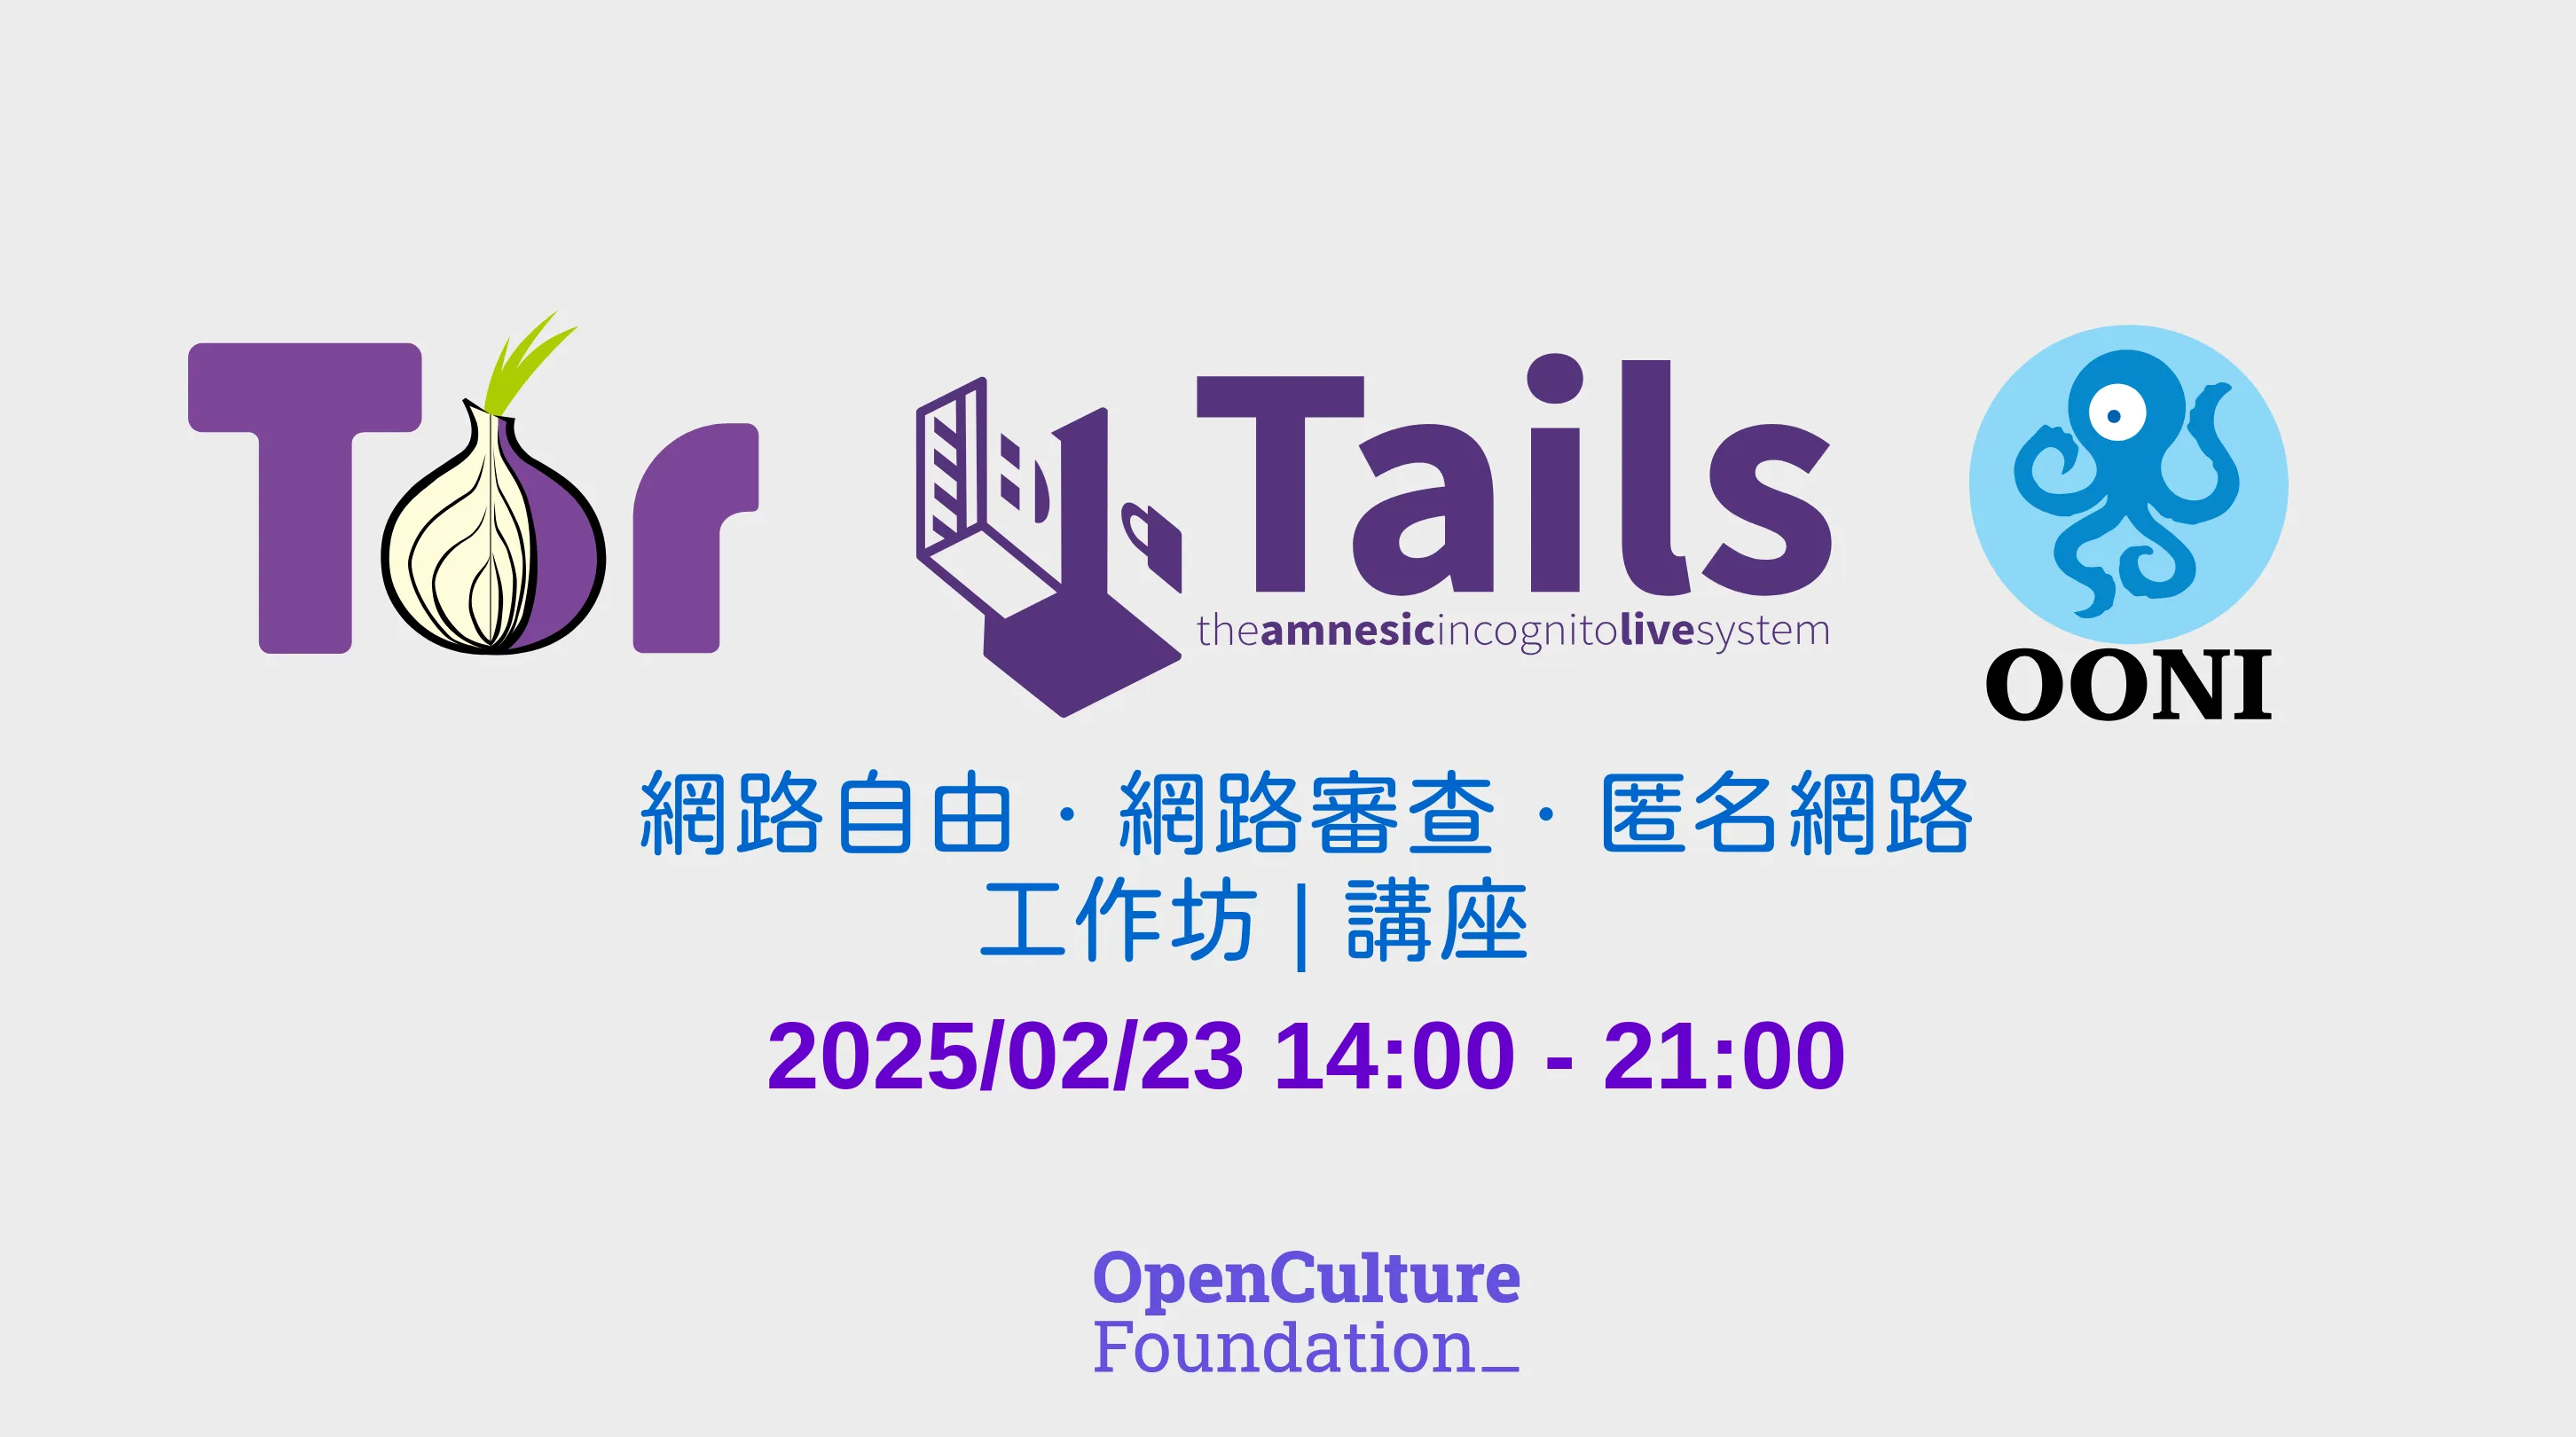 Tor
Tails
theamnesicincognitolivesystem
OONI
網路自由・網路審查・匿名網路
工作坊 | 講座
2025/02/23 14:00 - 21:00
OpenCulture
Foundation_